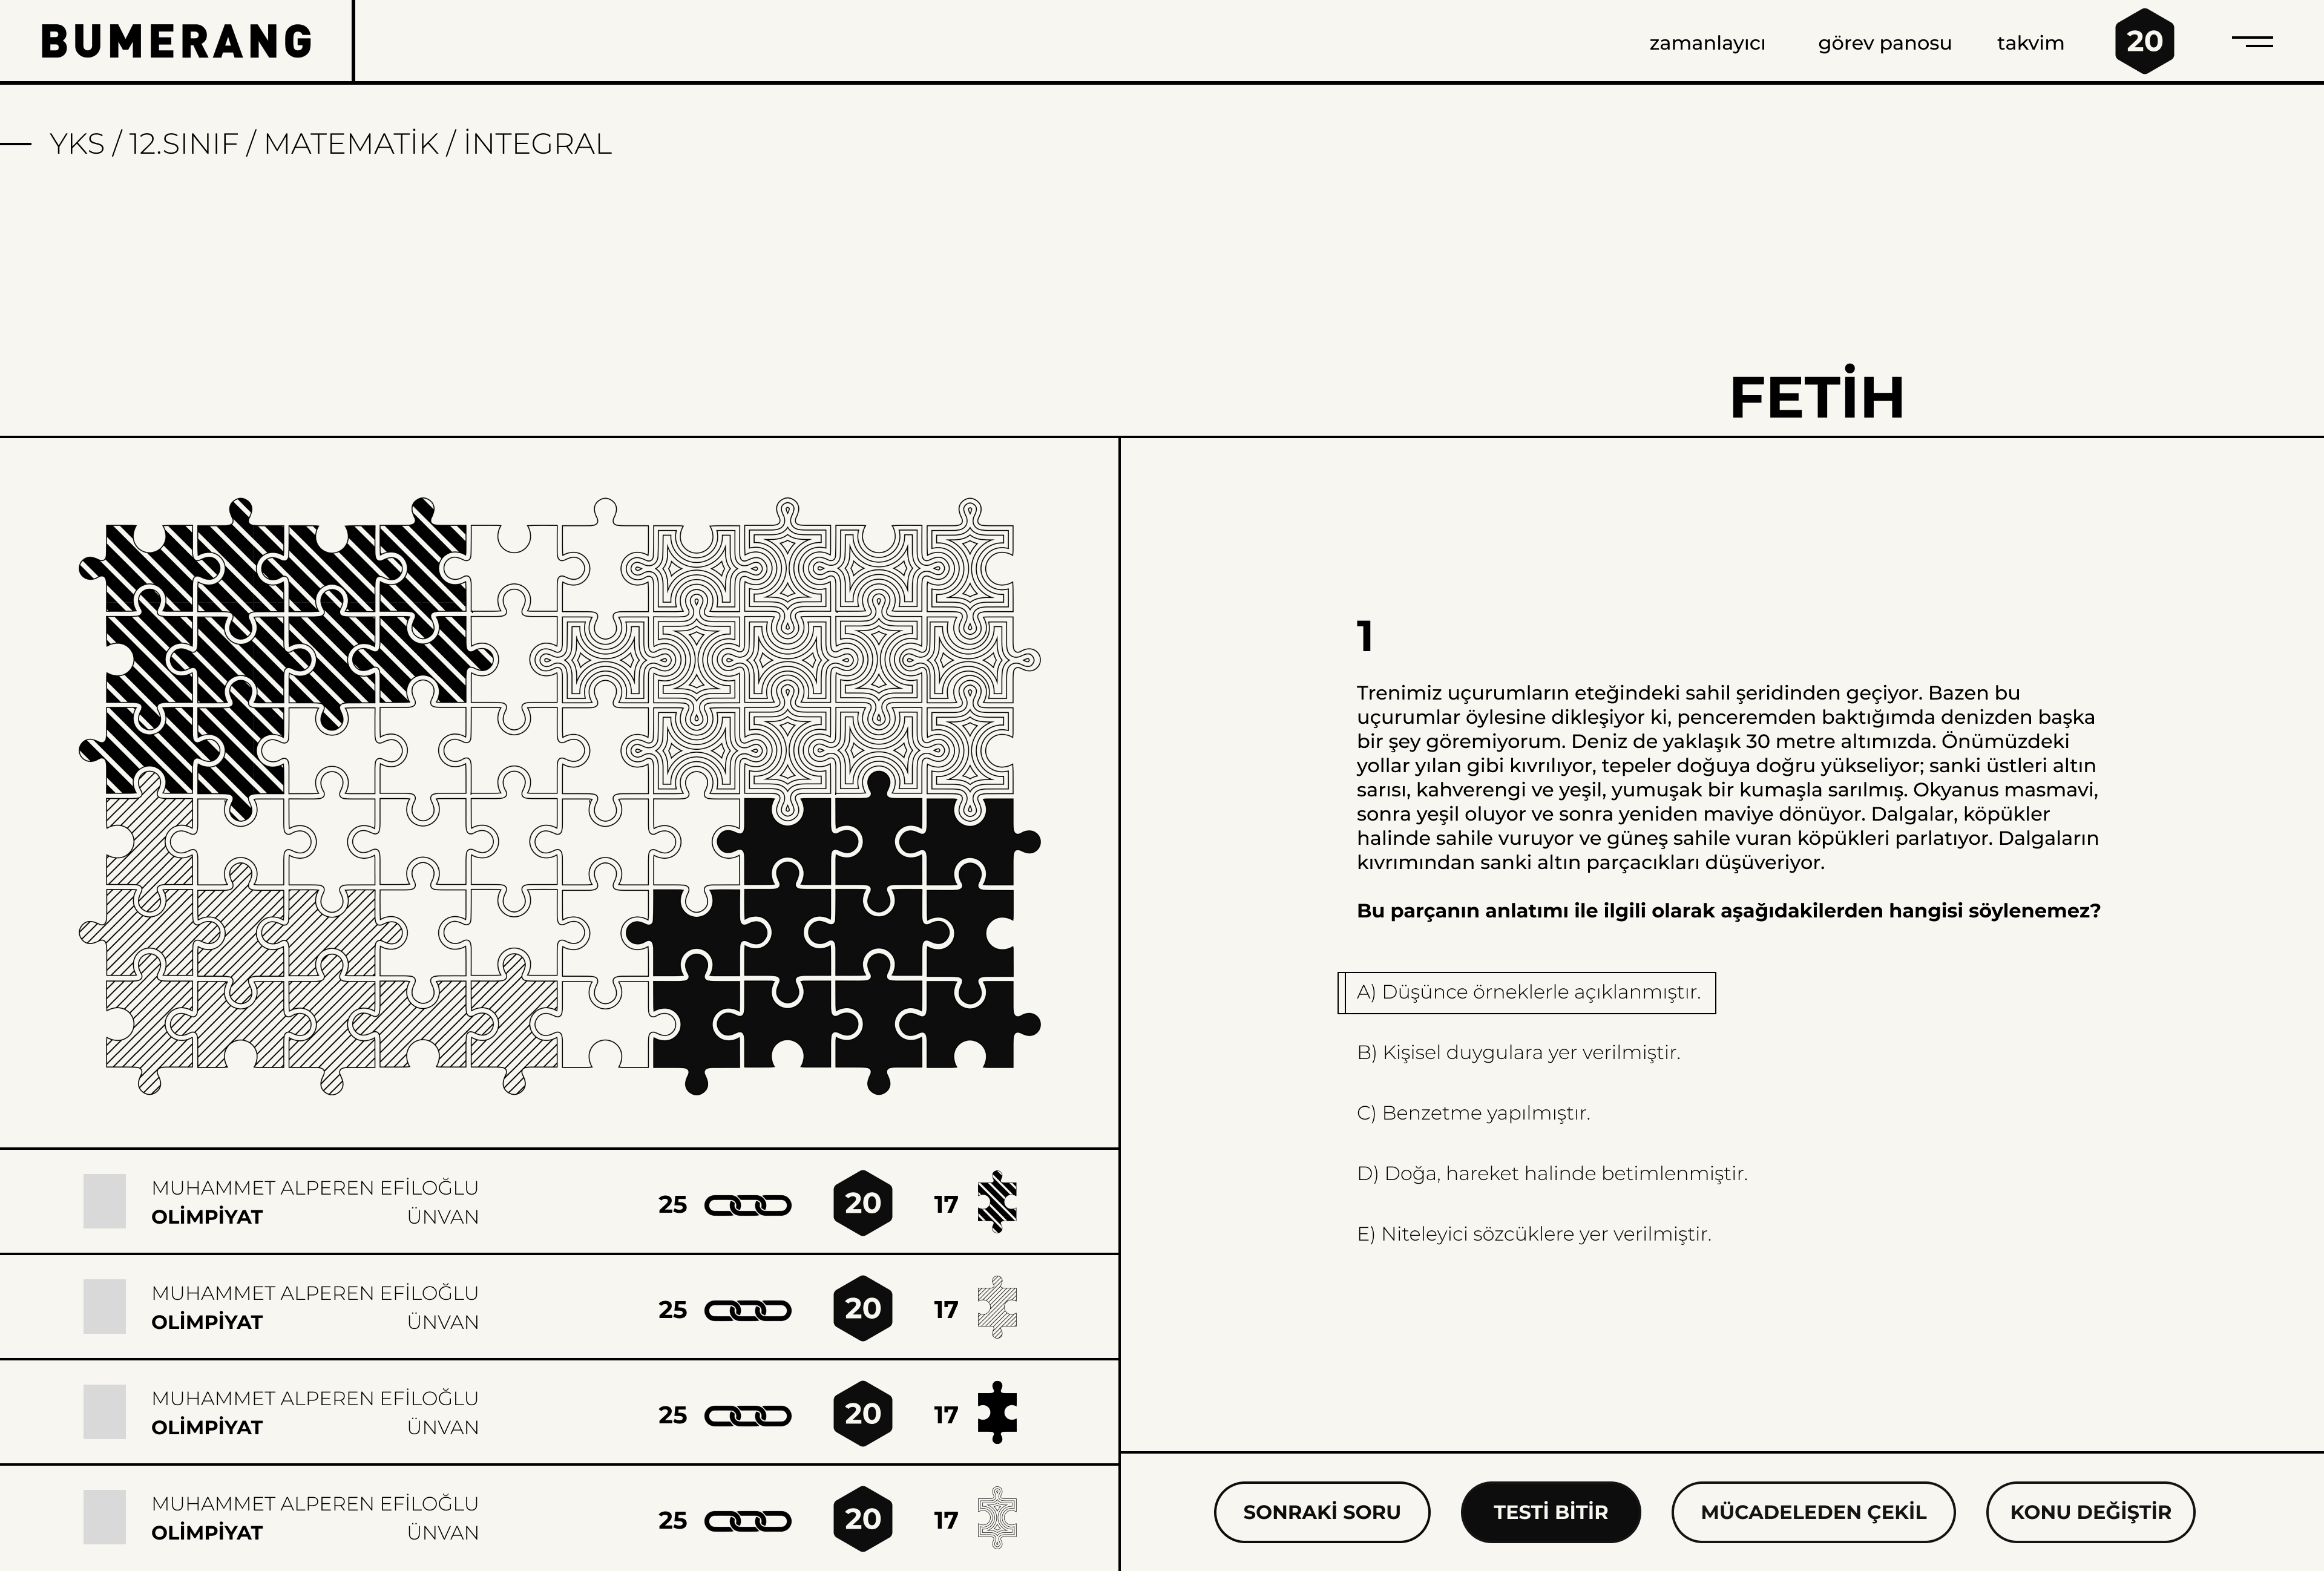 BUMERANG
zamanlayıcı görev panosu takvim 20
YKS / 12.SINIF / MATEMATİK / İNTEGRAL
FETİH
MUHAMMET ALPEREN EFİLOĞLU
OLİMPİYAT ÜNVAN
25 20 17
MUHAMMET ALPEREN EFİLOĞLU
OLİMPİYAT ÜNVAN
25 20 17
MUHAMMET ALPEREN EFİLOĞLU
OLİMPİYAT ÜNVAN
25 20 17
MUHAMMET ALPEREN EFİLOĞLU
OLİMPİYAT ÜNVAN
25 20 17
1
Trenimiz uçurumların eteğindeki sahil şeridinden geçiyor. Bazen bu
uçurumlar öylesine dikleşiyor ki, penceremden baktığımda denizden başka
bir şey göremiyorum. Deniz de yaklaşık 30 metre altımızda. Önümüzdeki
yollar yılan gibi kıvrılıyor, tepeler doğuya doğru yükseliyor; sanki üstleri altın
sarısı, kahverengi ve yeşil, yumuşak bir kumaşla sarılmış. Okyanus masmavi,
sonra yeşil oluyor ve sonra yeniden maviye dönüyor. Dalgalar, köpükler
halinde sahile vuruyor ve güneş sahile vuran köpükleri parlatıyor. Dalgaların
kıvrımından sanki altın parçacıkları düşüveriyor.
Bu parçanın anlatımı ile ilgili olarak aşağıdakilerden hangisi söylenemez?
A) Düşünce örneklerle açıklanmıştır.
B) Kişisel duygulara yer verilmiştir.
C) Benzetme yapılmıştır.
D) Doğa, hareket halinde betimlenmiştir.
E) Niteleyici sözcüklere yer verilmiştir.
SONRAKİ SORU TESTİ BİTİR MÜCADELEDEN ÇEKİL KONU DEĞİŞTİR